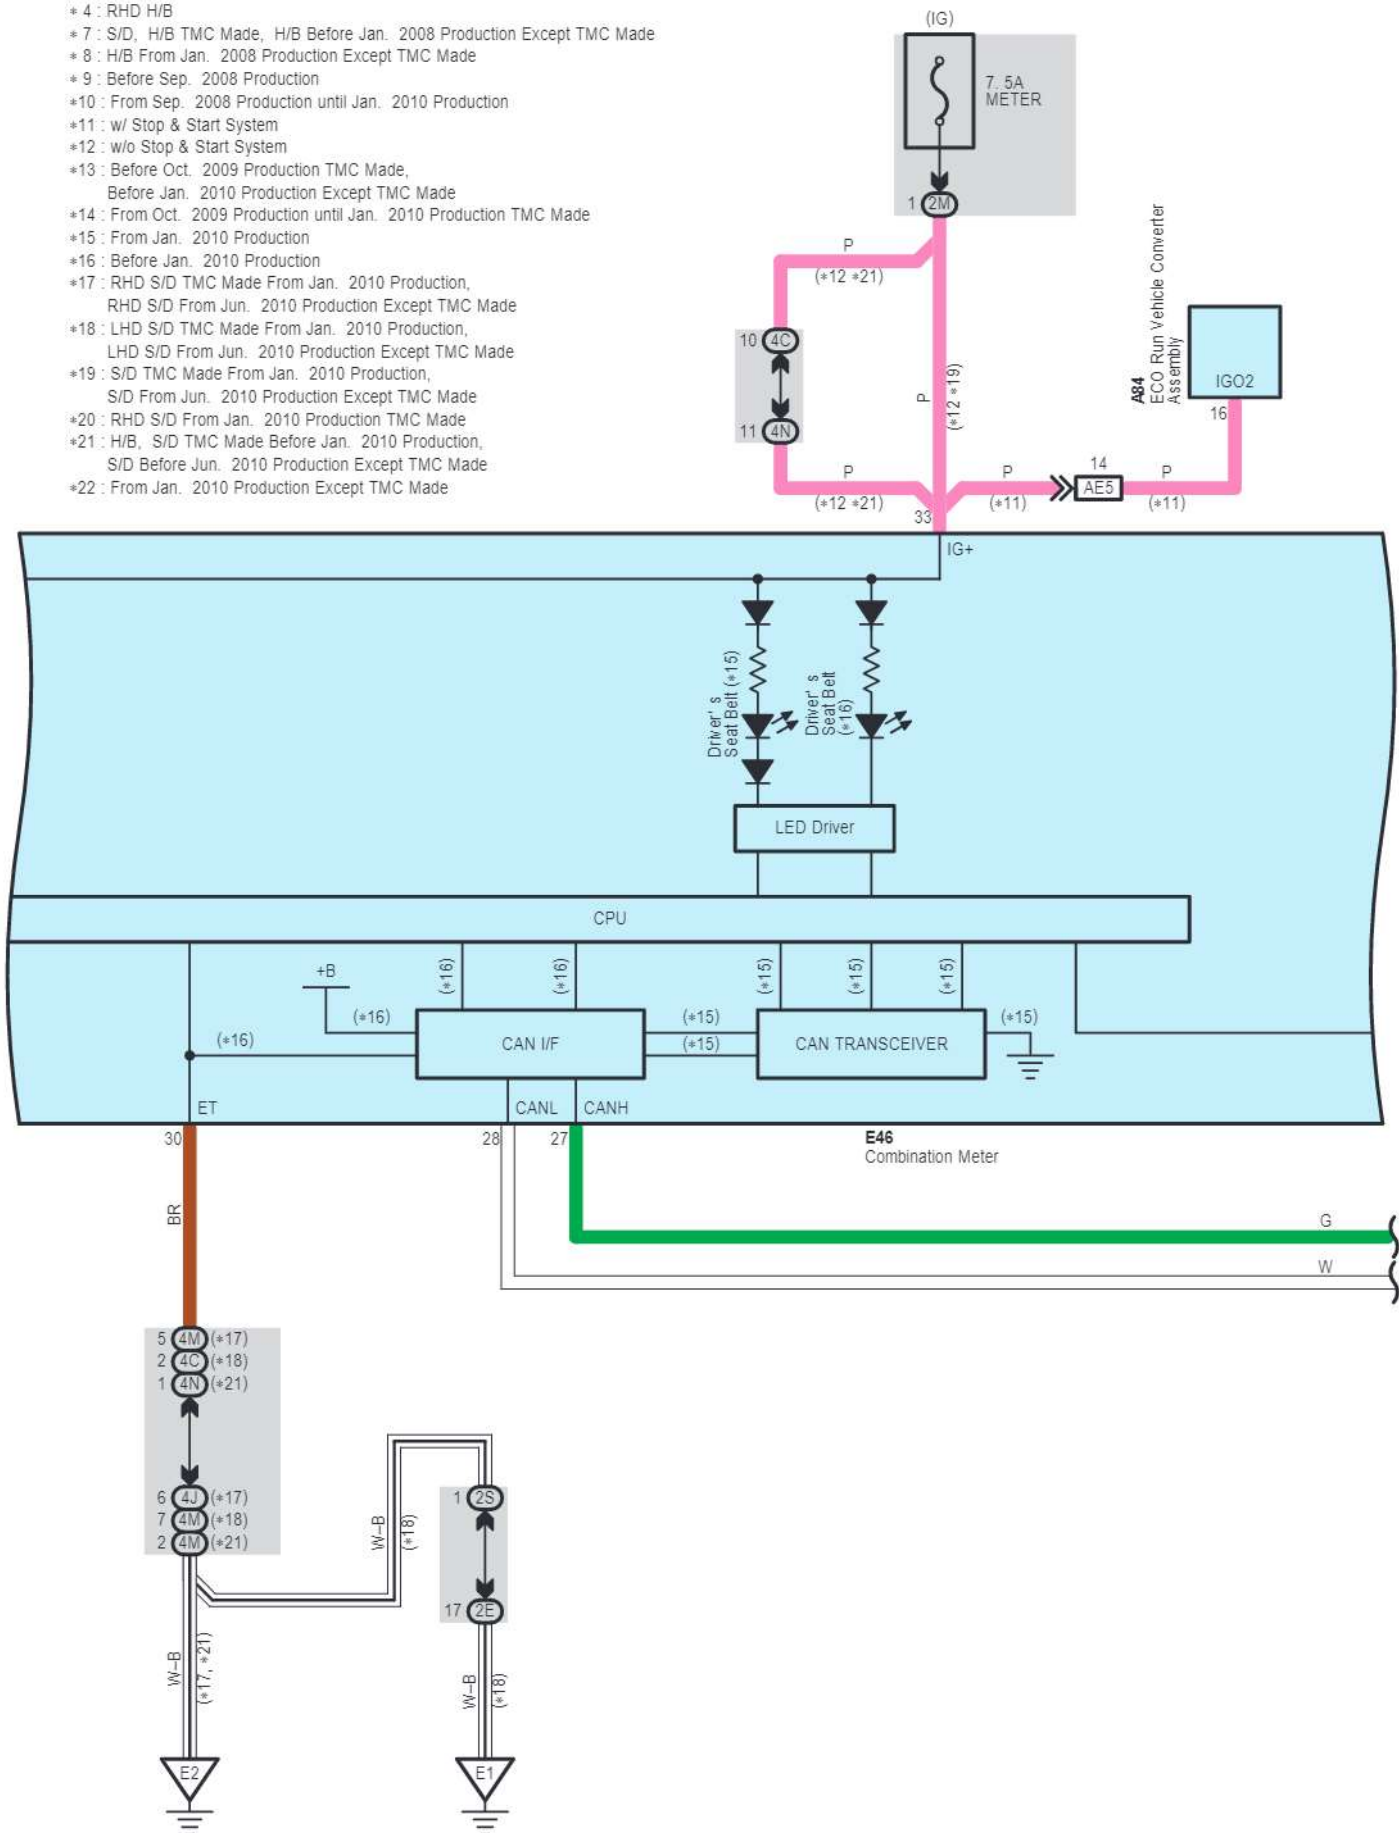 * 4 : RHD H/B
* 7 : S/D, H/B TMC Made, H/B Before Jan. 2008 Production Except TMC Made
* 8 : H/B From Jan. 2008 Production Except TMC Made
* 9 : Before Sep. 2008 Production
*10 : From Sep. 2008 Production until Jan. 2010 Production
*11 : w/ Stop & Start System
*12 : w/o Stop & Start System
*13 : Before Oct. 2009 Production TMC Made,
Before Jan. 2010 Production Except TMC Made
*14 : From Oct. 2009 Production until Jan. 2010 Production TMC Made
*15 : From Jan. 2010 Production
*16 : Before Jan. 2010 Production
*17 : RHD S/D TMC Made From Jan. 2010 Production,
RHD S/D From Jun. 2010 Production Except TMC Made
*18 : LHD S/D TMC Made From Jan. 2010 Production,
LHD S/D From Jun. 2010 Production Except TMC Made
*19 : S/D TMC Made From Jan. 2010 Production,
S/D From Jun. 2010 Production Except TMC Made
*20 : RHD S/D From Jan. 2010 Production TMC Made
*21 : H/B, S/D TMC Made Before Jan. 2010 Production,
S/D Before Jun. 2010 Production Except TMC Made
*22 : From Jan. 2010 Production Except TMC Made
(IG)
7. 5A
METER
1 2M
P
(*12 *21)
10 4C
11 4N
P
(*12 *21)
P
(*12 *19)
33
P
(*11)
14
AE5
P
(*11)
A84
ECO Run Vehicle Converter
Assembly
IGO2
16
IG+
Driver' s
Seat Belt (*15)
Driver' s
Seat Belt
(*16)
LED Driver
CPU
+B
(*16)
(*16)
(*16)
(*16)
(*15)
(*15)
(*15)
CAN I/F
(*15)
(*15)
CAN TRANSCEIVER
(*15)
ET
CANL
CANH
30
28
27
E46
Combination Meter
BR
G
W
5 4M (*17)
2 4C (*18)
1 4N (*21)
6 4J (*17)
7 4M (*18)
2 4M (*21)
W-B
(*18)
1 2S
17 2E
W-B
(*17, *21)
W-B
(*18)
E2
E1